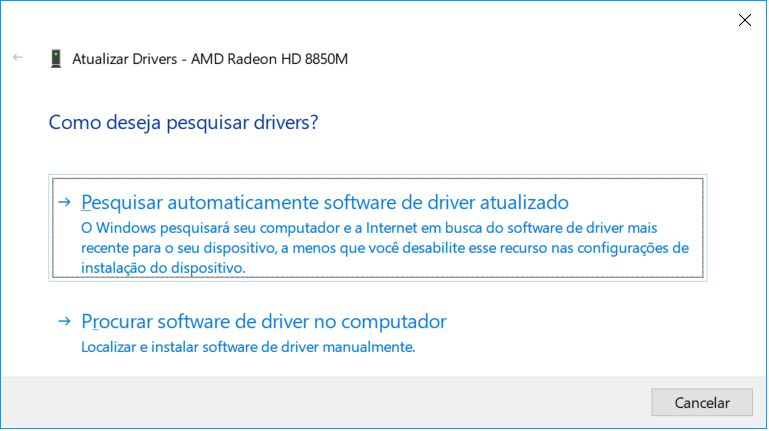 Atualizar Drivers - AMD Radeon HD 8850M
Como deseja pesquisar drivers?
Pesquisar automaticamente software de driver atualizado
O Windows pesquisará seu computador e a Internet em busca do software de driver mais
recente para o seu dispositivo, a menos que você desabilite esse recurso nas configurações de
instalação do dispositivo.
Procurar software de driver no computador
Localizar e instalar software de driver manualmente.
Cancelar